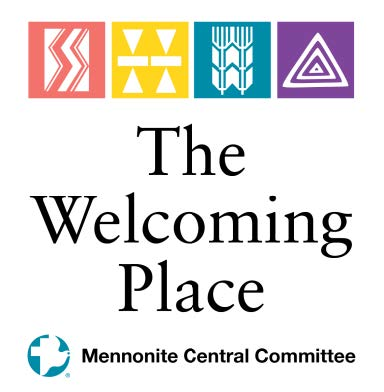 The
Welcoming
Place
Mennonite Central Committee